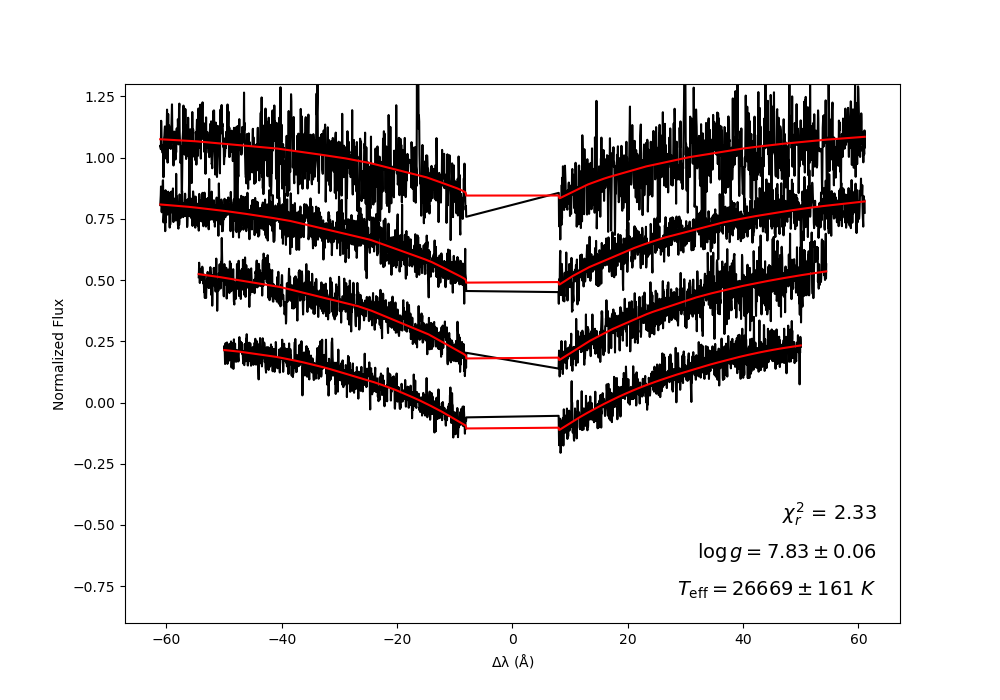 1.25
1.00
0.75
0.50
0.25
0.00
−0.25
−0.50
−0.75
Normalized Flux
χ²ᵣ = 2.33
log g = 7.83 ± 0.06
T_eff = 26669 ± 161 K
−60 −40 −20 0 20 40 60
Δλ (Å)